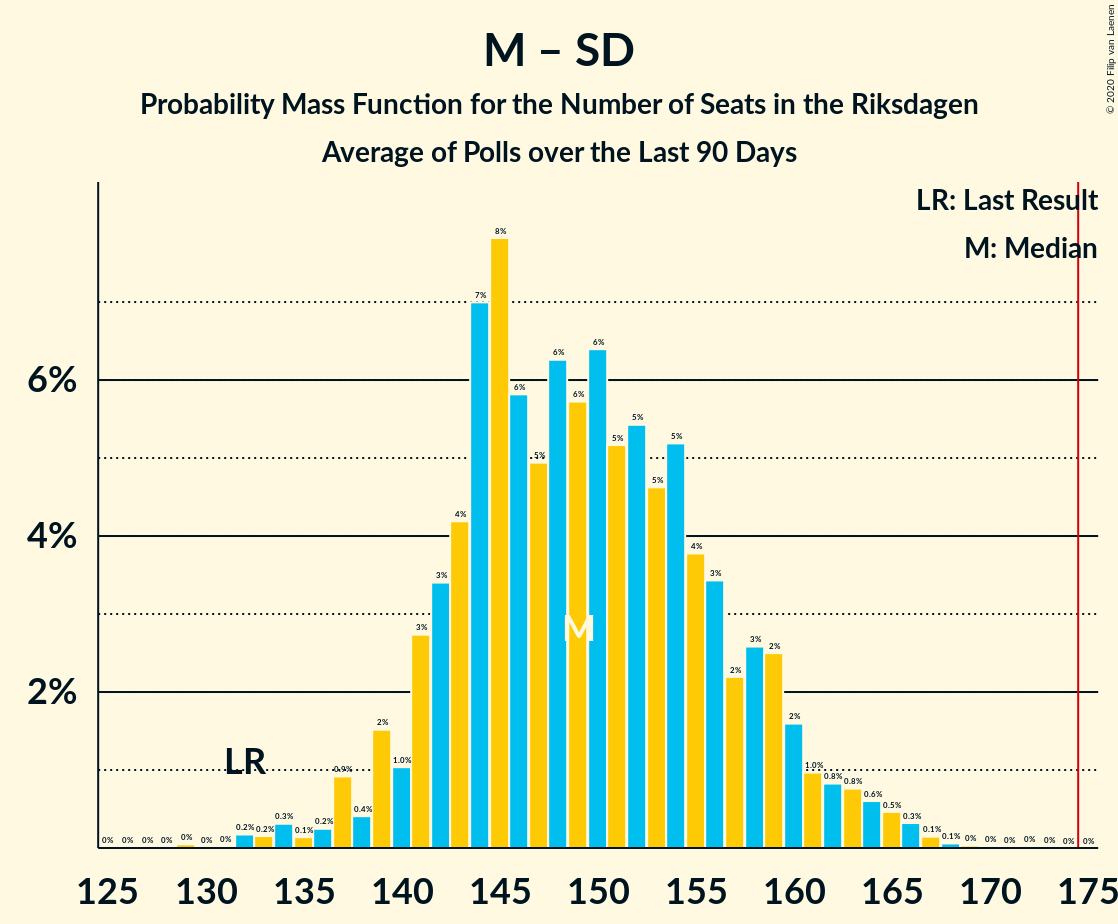 M – SD
Probability Mass Function for the Number of Seats in the Riksdagen
Average of Polls over the Last 90 Days
© 2020 Filip van Laenen
LR: Last Result
M: Median
6%
4%
2%
0% 0% 0% 0% 0% 0% 0% 0.2% 0.2% 0.3% 0.1% 0.2% 0.9% 0.4% 2% 1.0% 3% 3% 4% 7% 8% 6% 5% 6% 6% 6% 5% 5% 5% 5% 4% 3% 2% 3% 2% 2% 1.0% 0.8% 0.8% 0.6% 0.5% 0.3% 0.1% 0.1% 0% 0% 0% 0% 0% 0% 0%
M
LR
125 130 135 140 145 150 155 160 165 170 175